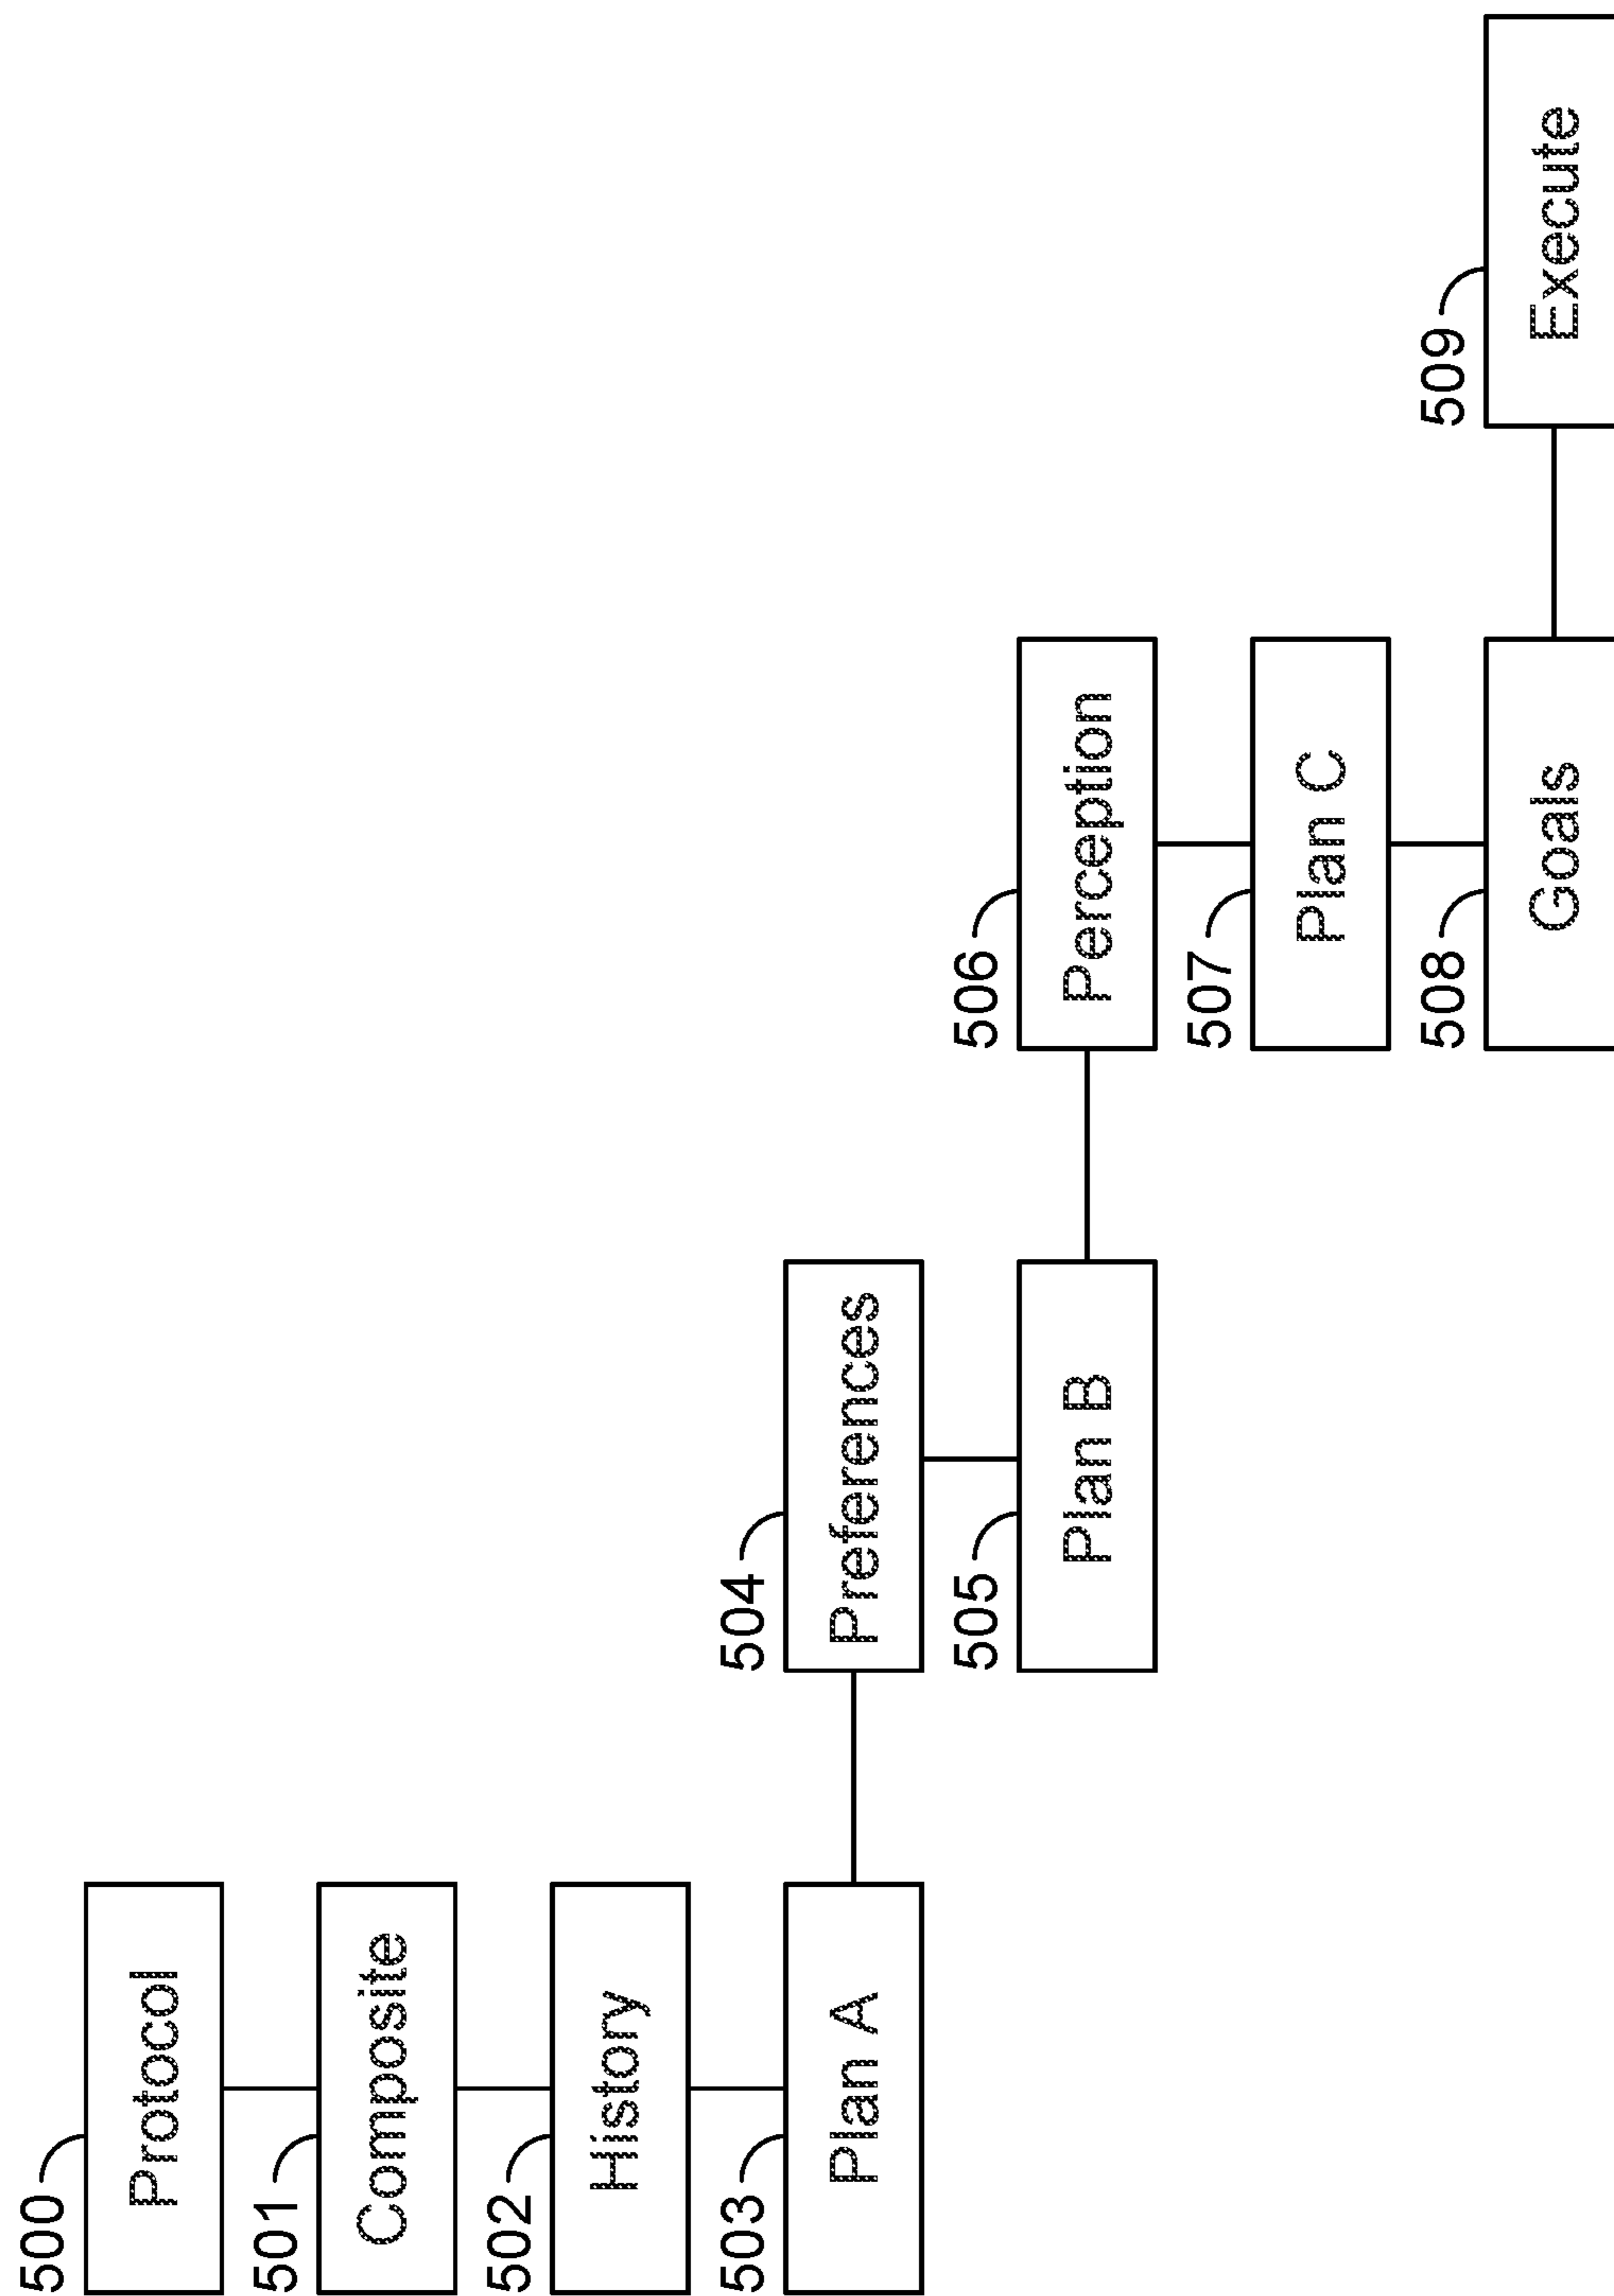 500
Protocol
501
Composite
502
History
503
Plan A
504
Preferences
505
Plan B
506
Perception
507
Plan C
508
Goals
509
Execute